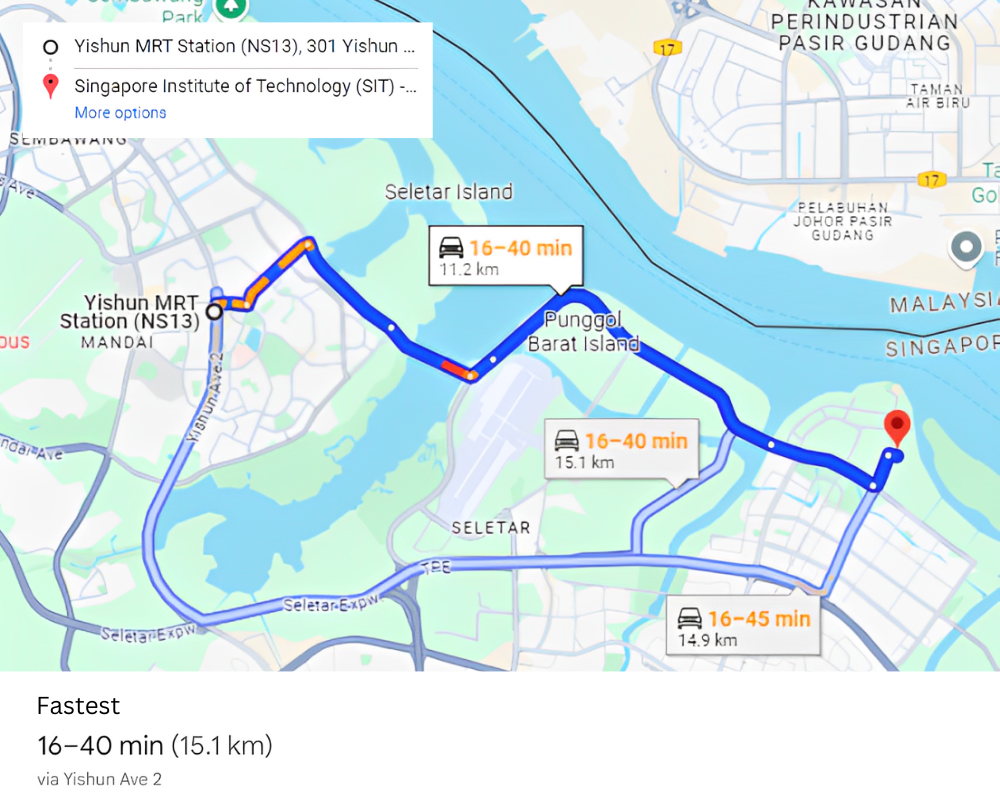 Park
Yishun MRT Station (NS13), 301 Yishun ...
Singapore Institute of Technology (SIT) -...
More options
SEMBAWANG
Ave
KAWASAN
PERINDUSTRIAN
PASIR GUDANG
17
TAMAN
AIR BIRU
17
Seletar Island
PELABUHAN
JOHOR PASIR
GUDANG
16–40 min
11.2 km
Yishun MRT
Station (NS13)
MANDAI
Punggol
Barat Island
MALAYSIA
SINGAPOR
Yishun Ave 2
ndai Ave
16–40 min
15.1 km
SELETAR
TPE
Seletar Expw
Seletar Expw
16–45 min
14.9 km
Fastest
16–40 min (15.1 km)
via Yishun Ave 2